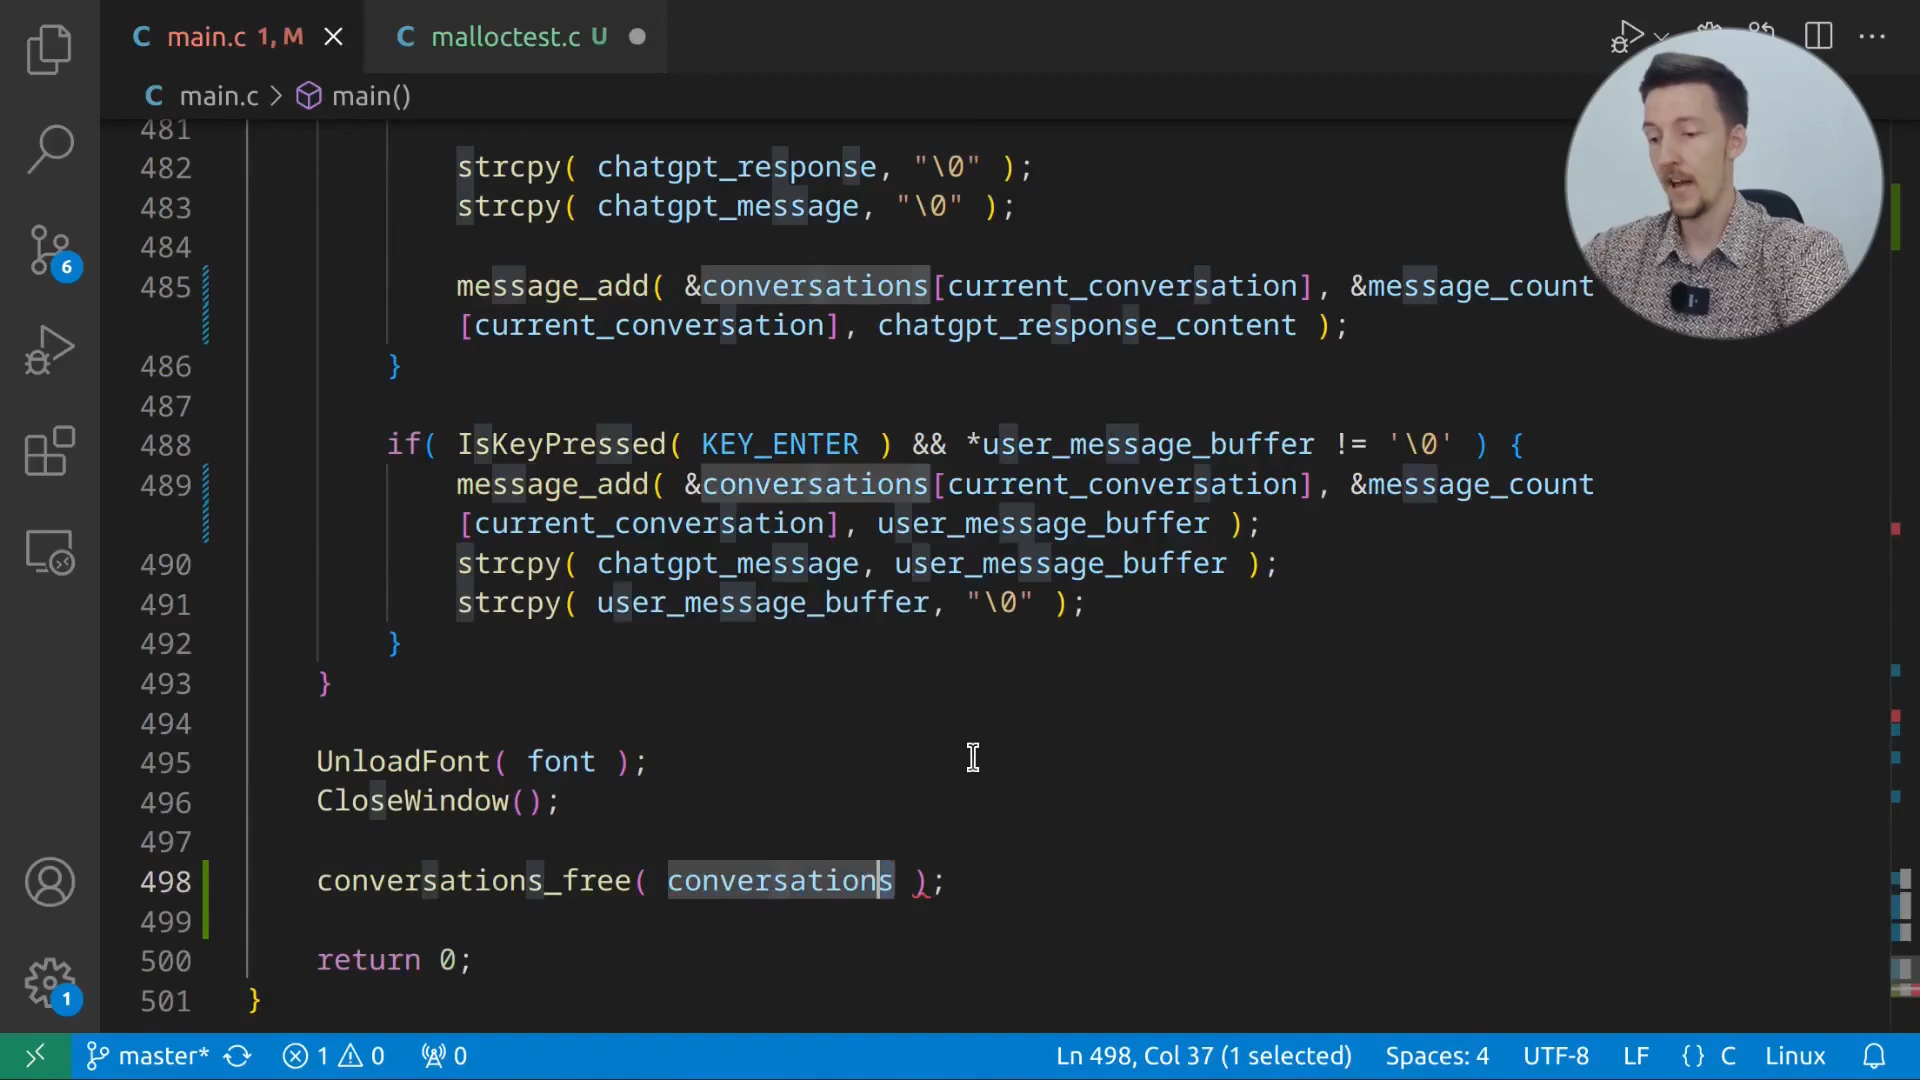 main.c 1, M
malloctest.c U
main.c > main()
481
482 strcpy( chatgpt_response, "\0" );
483 strcpy( chatgpt_message, "\0" );
484
485 message_add( &conversations[current_conversation], &message_count
[current_conversation], chatgpt_response_content );
486 }
487
488 if( IsKeyPressed( KEY_ENTER ) && *user_message_buffer != '\0' ) {
489 message_add( &conversations[current_conversation], &message_count
[current_conversation], user_message_buffer );
490 strcpy( chatgpt_message, user_message_buffer );
491 strcpy( user_message_buffer, "\0" );
492 }
493 }
494
495 UnloadFont( font );
496 CloseWindow();
497
498 conversations_free( conversations );
499
500 return 0;
501 }
6
1
master* 1 0 0 Ln 498, Col 37 (1 selected) Spaces: 4 UTF-8 LF {} C Linux